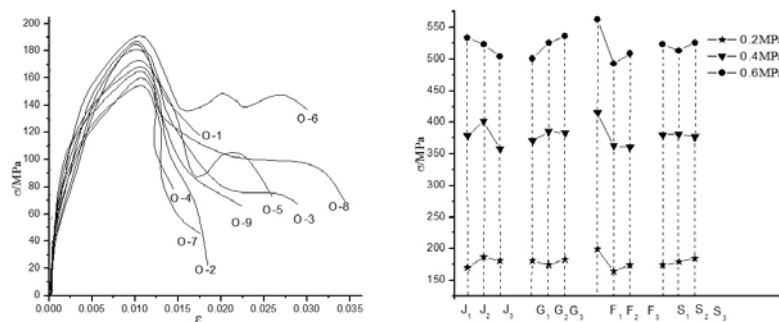 σ/MPa
200
180
160
140
120
100
80
60
40
20
0
0.000 0.005 0.010 0.015 0.020 0.025 0.030 0.035
ε
O-1
O-6
O-4
O-5
O-3
O-8
O-9
O-7
O-2
σ/MPa
550
500
450
400
350
300
250
200
150
J₁ J₂ J₃ G₁ G₂ G₃ F₁ F₂ F₃ S₁ S₂ S₃
0.2MPa
0.4MPa
0.6MPa